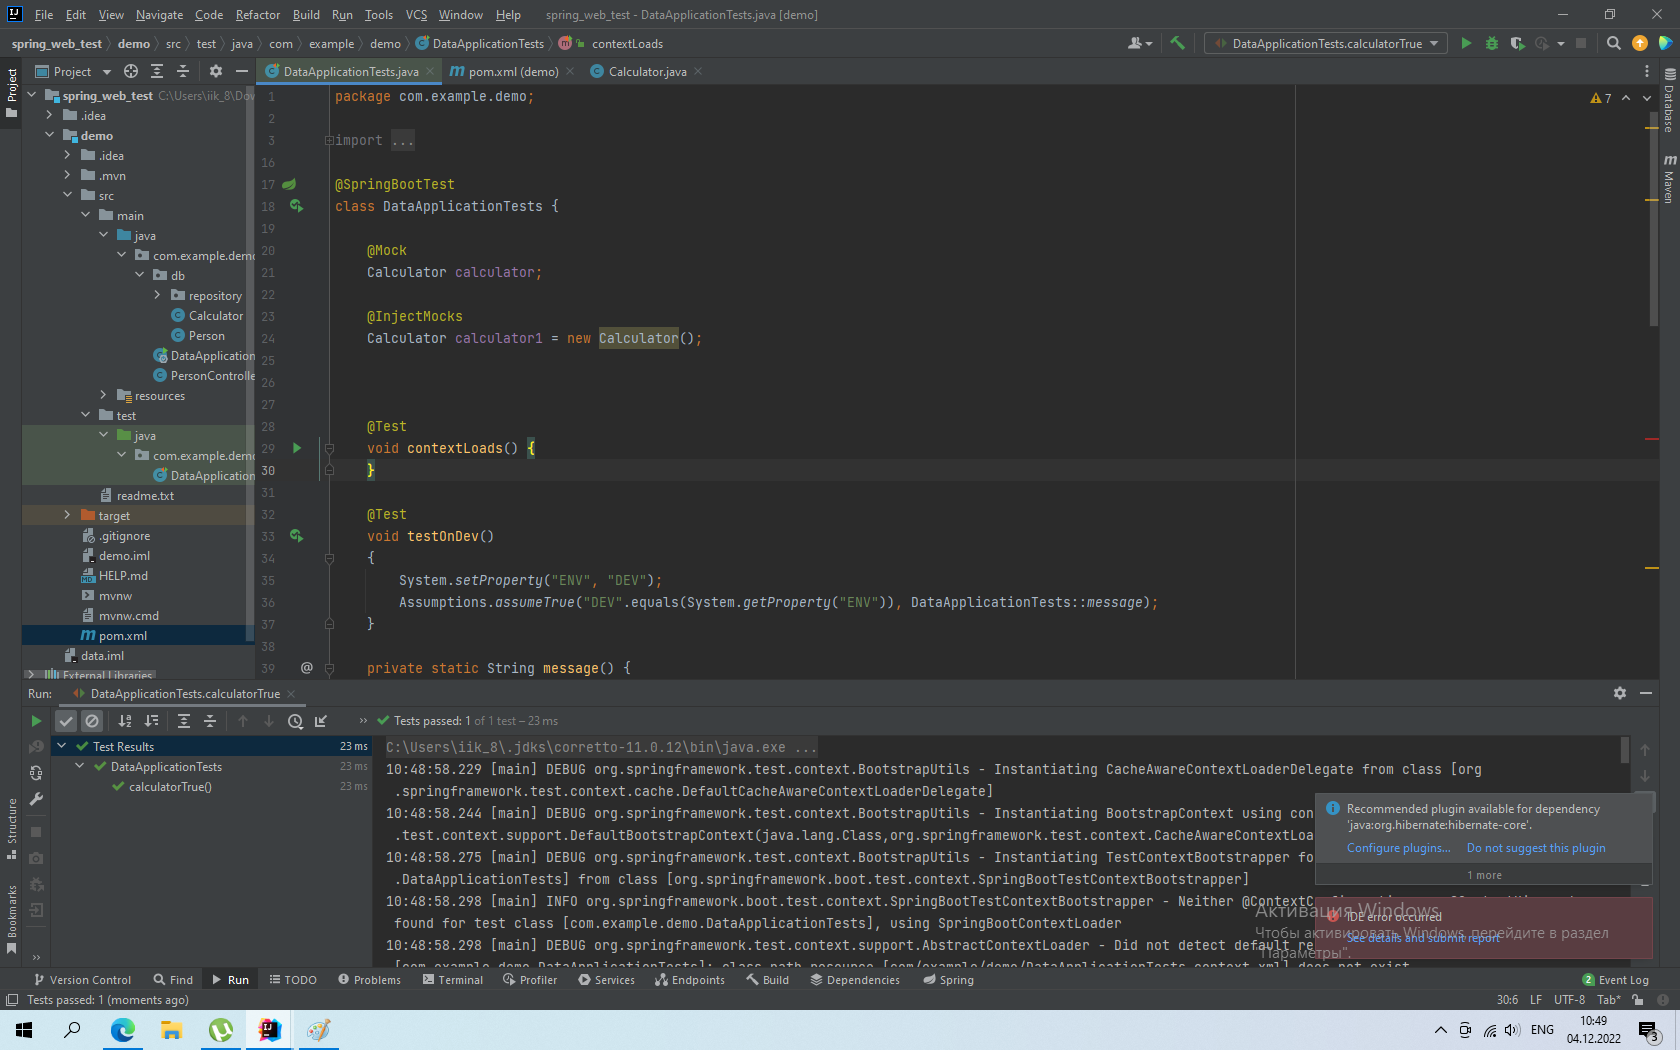 File Edit View Navigate Code Refactor Build Run Tools VCS Window Help spring_web_test - DataApplicationTests.java [demo]
spring_web_test demo src test java com example demo DataApplicationTests contextLoads
DataApplicationTests.calculatorTrue
Project
DataApplicationTests.java pom.xml (demo) Calculator.java
Project
spring_web_test C:\Users\iik_8\Dow
.idea
demo
.idea
.mvn
src
main
java
com.example.demo
db
repository
Calculator
Person
DataApplication
PersonControlle
resources
test
java
com.example.demo
DataApplication
readme.txt
target
.gitignore
demo.iml
HELP.md
mvnw
mvnw.cmd
pom.xml
data.iml
External Libraries
7
Database
Maven
1 package com.example.demo;
2
3 import ...
16
17 @SpringBootTest
18 class DataApplicationTests {
19
20 @Mock
21 Calculator calculator;
22
23 @InjectMocks
24 Calculator calculator1 = new Calculator();
25
26
27
28 @Test
29 void contextLoads() {
30 }
31
32 @Test
33 void testOnDev()
34 {
35 System.setProperty("ENV", "DEV");
36 Assumptions.assumeTrue("DEV".equals(System.getProperty("ENV")), DataApplicationTests::message);
37 }
38
39 @ private static String message() {
Run: DataApplicationTests.calculatorTrue
Tests passed: 1 of 1 test – 23 ms
Test Results 23 ms
DataApplicationTests 23 ms
calculatorTrue() 23 ms
C:\Users\iik_8\.jdks\corretto-11.0.12\bin\java.exe ...
10:48:58.229 [main] DEBUG org.springframework.test.context.BootstrapUtils - Instantiating CacheAwareContextLoaderDelegate from class [org
.springframework.test.context.cache.DefaultCacheAwareContextLoaderDelegate]
10:48:58.244 [main] DEBUG org.springframework.test.context.BootstrapUtils - Instantiating BootstrapContext using con
.test.context.support.DefaultBootstrapContext(java.lang.Class,org.springframework.test.context.CacheAwareContextLoa
10:48:58.275 [main] DEBUG org.springframework.test.context.BootstrapUtils - Instantiating TestContextBootstrapper fo
.DataApplicationTests] from class [org.springframework.boot.test.context.SpringBootTestContextBootstrapper]
10:48:58.298 [main] INFO org.springframework.boot.test.context.SpringBootTestContextBootstrapper - Neither @ContextC
found for test class [com.example.demo.DataApplicationTests], using SpringBootContextLoader
10:48:58.298 [main] DEBUG org.springframework.test.context.support.AbstractContextLoader - Did not detect default re
[com.example.demo.DataApplicationTests]: class path resource [com/example/demo/DataApplicationTests-context.xml] does not exist
Recommended plugin available for dependency
'java:org.hibernate:hibernate-core'.
Configure plugins... Do not suggest this plugin
1 more
IDE error occurred
See details and submit report
Активация Windows
Чтобы активировать Windows, перейдите в раздел
"Параметры".
Structure
Bookmarks
Version Control Find Run TODO Problems Terminal Profiler Services Endpoints Build Dependencies Spring 2 Event Log
Tests passed: 1 (moments ago) 30:6 LF UTF-8 Tab*
ENG 10:49
04.12.2022
3